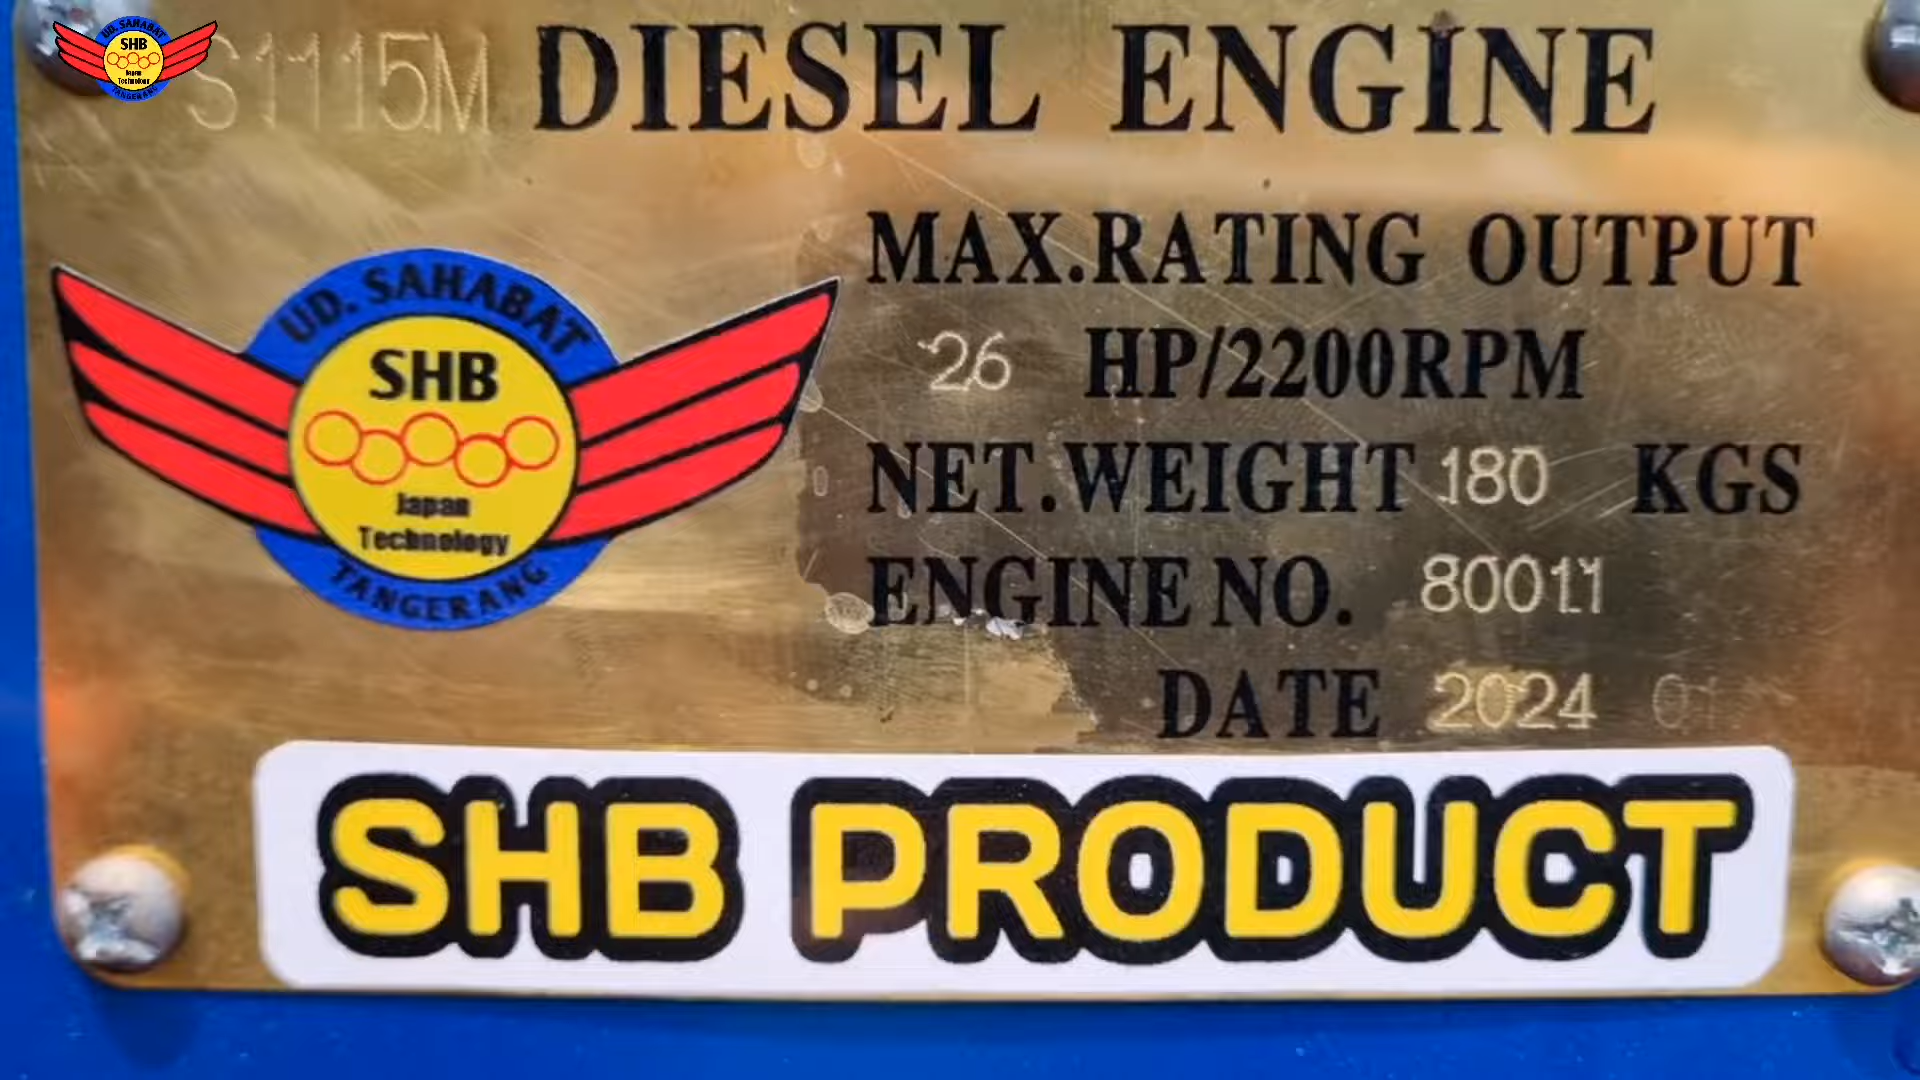 UD. SAHABAT
SHB
Japan
Technology
TANGERANG
S1115M DIESEL ENGINE
MAX.RATING OUTPUT
26 HP/2200RPM
NET.WEIGHT 180 KGS
ENGINE NO. 80011
DATE 2024 01
UD. SAHABAT
SHB
Japan
Technology
TANGERANG
SHB PRODUCT